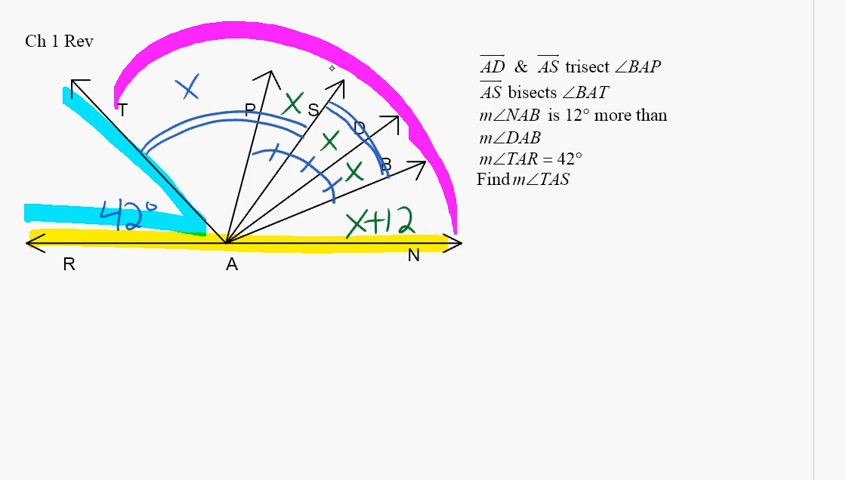 Ch 1 Rev
AD & AS trisect ∠BAP
AS bisects ∠BAT
m∠NAB is 12° more than
m∠DAB
m∠TAR = 42°
Find m∠TAS
X
T
P
X
S
D
X
B
X
42°
X+12
R
A
N